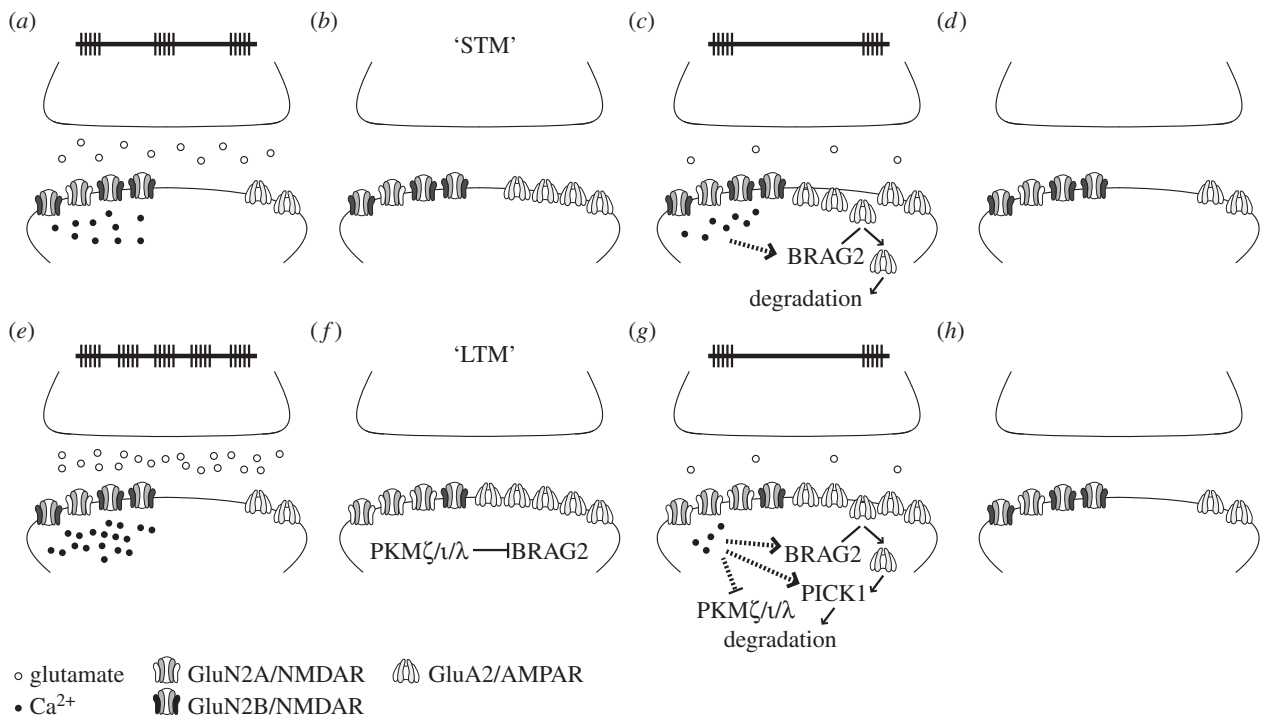 (a)
(b)
‘STM’
(c)
(d)
BRAG2
degradation
(e)
(f)
‘LTM’
(g)
(h)
PKMζ/ι/λ
BRAG2
BRAG2
PICK1
PKMζ/ι/λ
degradation
glutamate
GluN2A/NMDAR
GluA2/AMPAR
Ca2+
GluN2B/NMDAR